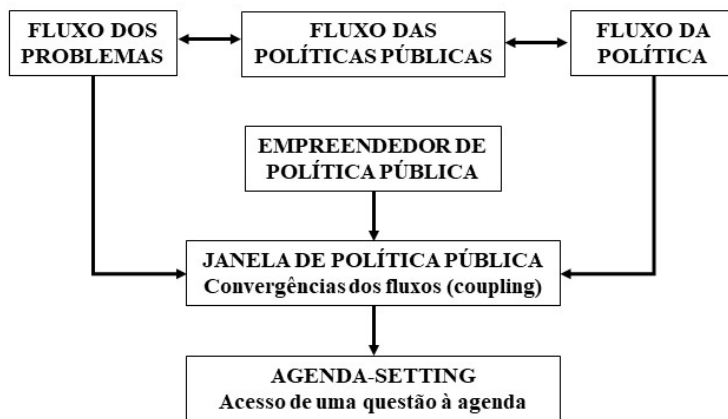 FLUXO DOS
PROBLEMAS
FLUXO DAS
POLÍTICAS PÚBLICAS
FLUXO DA
POLÍTICA
EMPREENDEDOR DE
POLÍTICA PÚBLICA
JANELA DE POLÍTICA PÚBLICA
Convergências dos fluxos (coupling)
AGENDA-SETTING
Acesso de uma questão à agenda